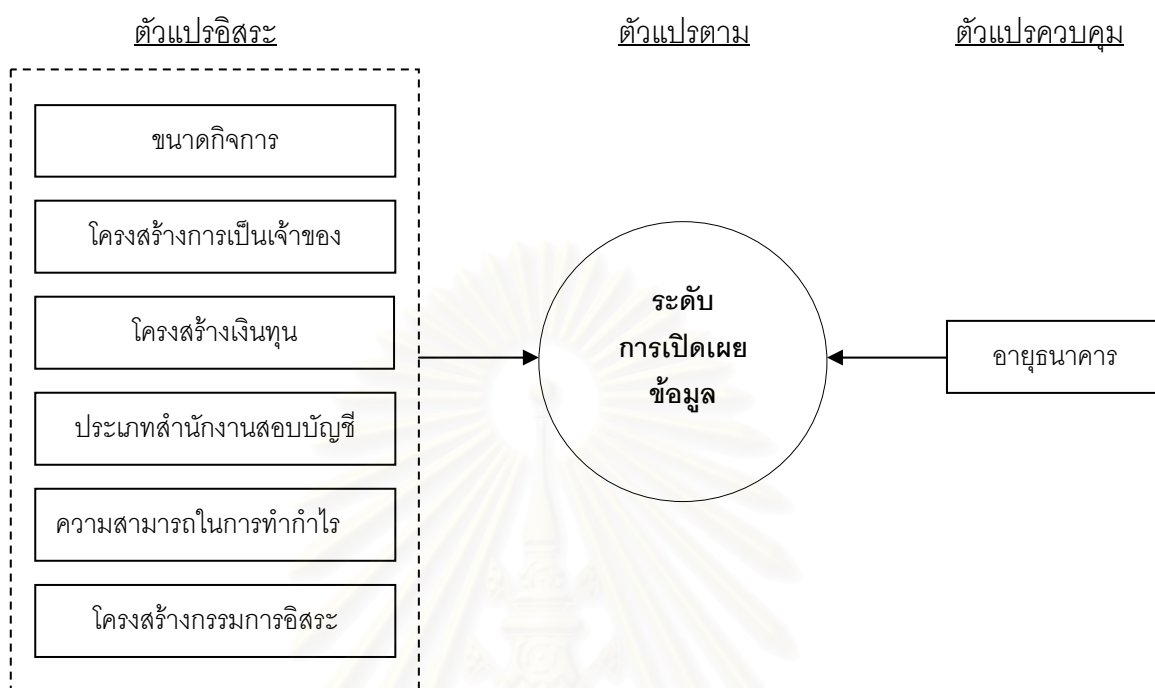 ตัวแปรอิสระ
ตัวแปรตาม
ตัวแปรควบคุม
ขนาดกิจการ
โครงสร้างการเป็นเจ้าของ
โครงสร้างเงินทุน
ประเภทสำนักงานสอบบัญชี
ความสามารถในการทำกำไร
โครงสร้างกรรมการอิสระ
ระดับ
การเปิดเผย
ข้อมูล
อายุธนาคาร